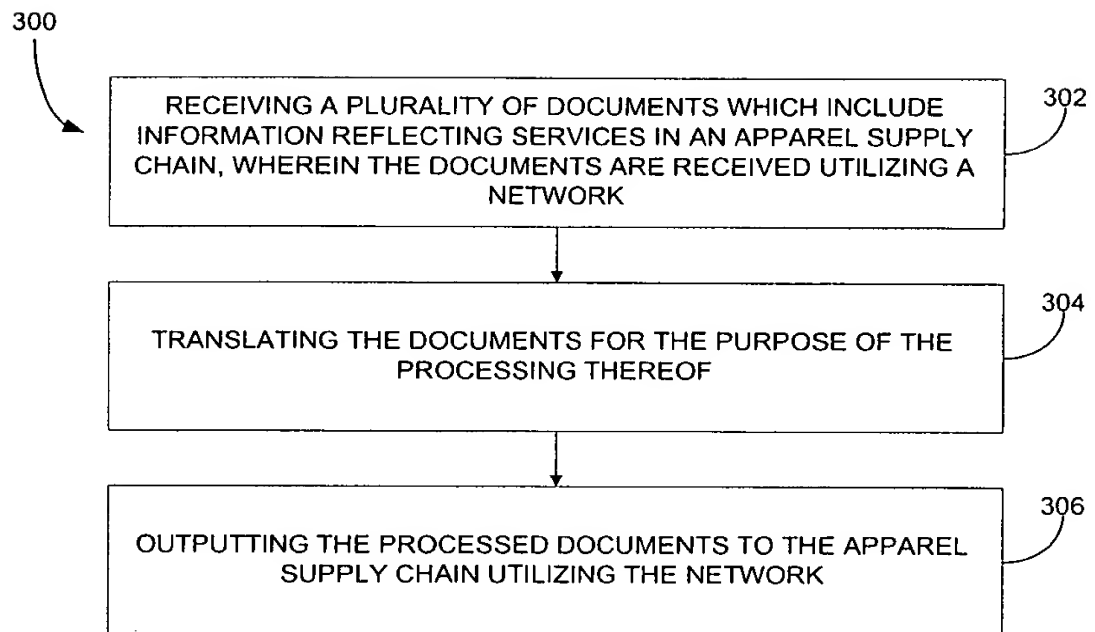 300
RECEIVING A PLURALITY OF DOCUMENTS WHICH INCLUDE
INFORMATION REFLECTING SERVICES IN AN APPAREL SUPPLY
CHAIN, WHEREIN THE DOCUMENTS ARE RECEIVED UTILIZING A
NETWORK
302
TRANSLATING THE DOCUMENTS FOR THE PURPOSE OF THE
PROCESSING THEREOF
304
OUTPUTTING THE PROCESSED DOCUMENTS TO THE APPAREL
SUPPLY CHAIN UTILIZING THE NETWORK
306